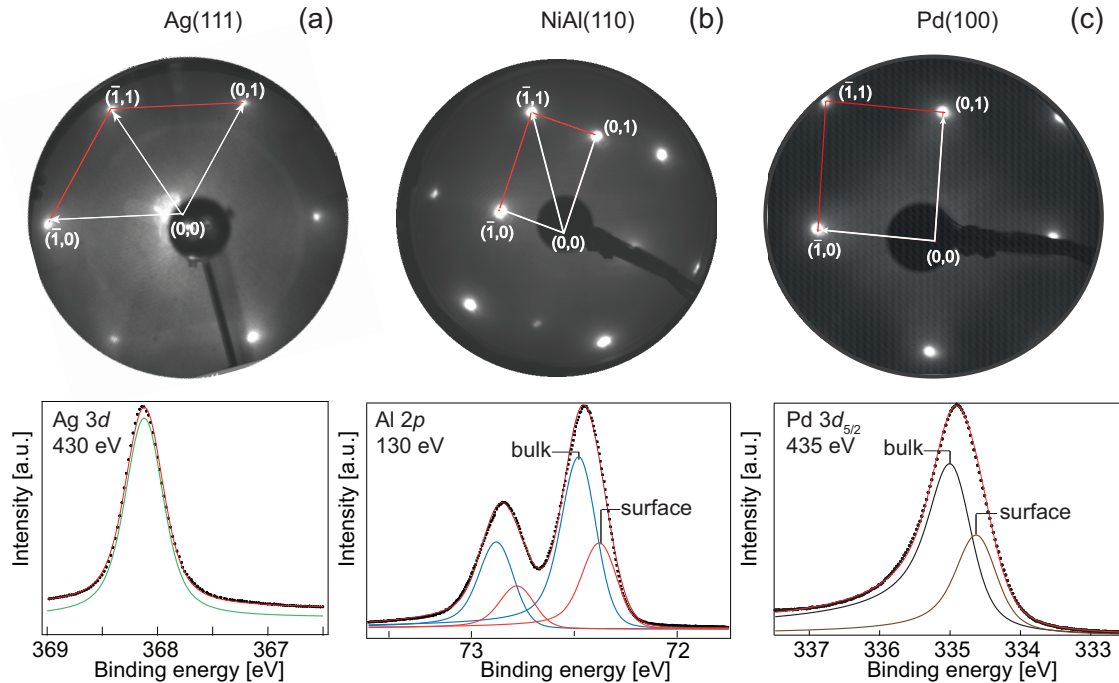 Ag(111)
(a)
(1̅,1)
(0,1)
(1̅,0)
(0,0)
NiAl(110)
(b)
(1̅,1)
(0,1)
(1̅,0)
(0,0)
Pd(100)
(c)
(1̅,1)
(0,1)
(1̅,0)
(0,0)
Ag 3d
430 eV
Intensity [a.u.]
369 368 367
Binding energy [eV]
Al 2p
130 eV
bulk
surface
Intensity [a.u.]
73 72
Binding energy [eV]
Pd 3d5/2
435 eV
bulk
surface
Intensity [a.u.]
337 336 335 334 333
Binding energy [eV]